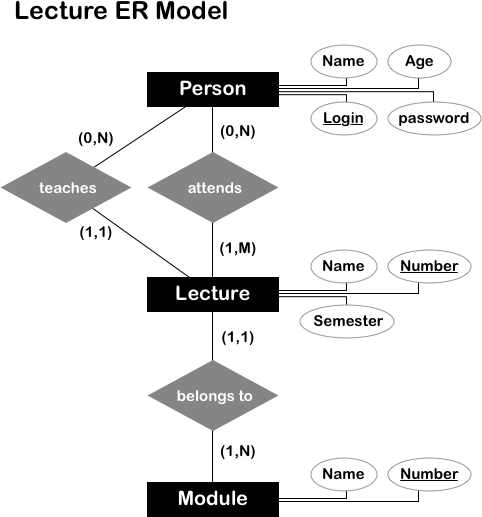 Lecture ER Model
Name
Age
Person
Login
password
(0,N)
(0,N)
teaches
attends
(1,1)
(1,M)
Name
Number
Lecture
Semester
(1,1)
belongs to
(1,N)
Name
Number
Module